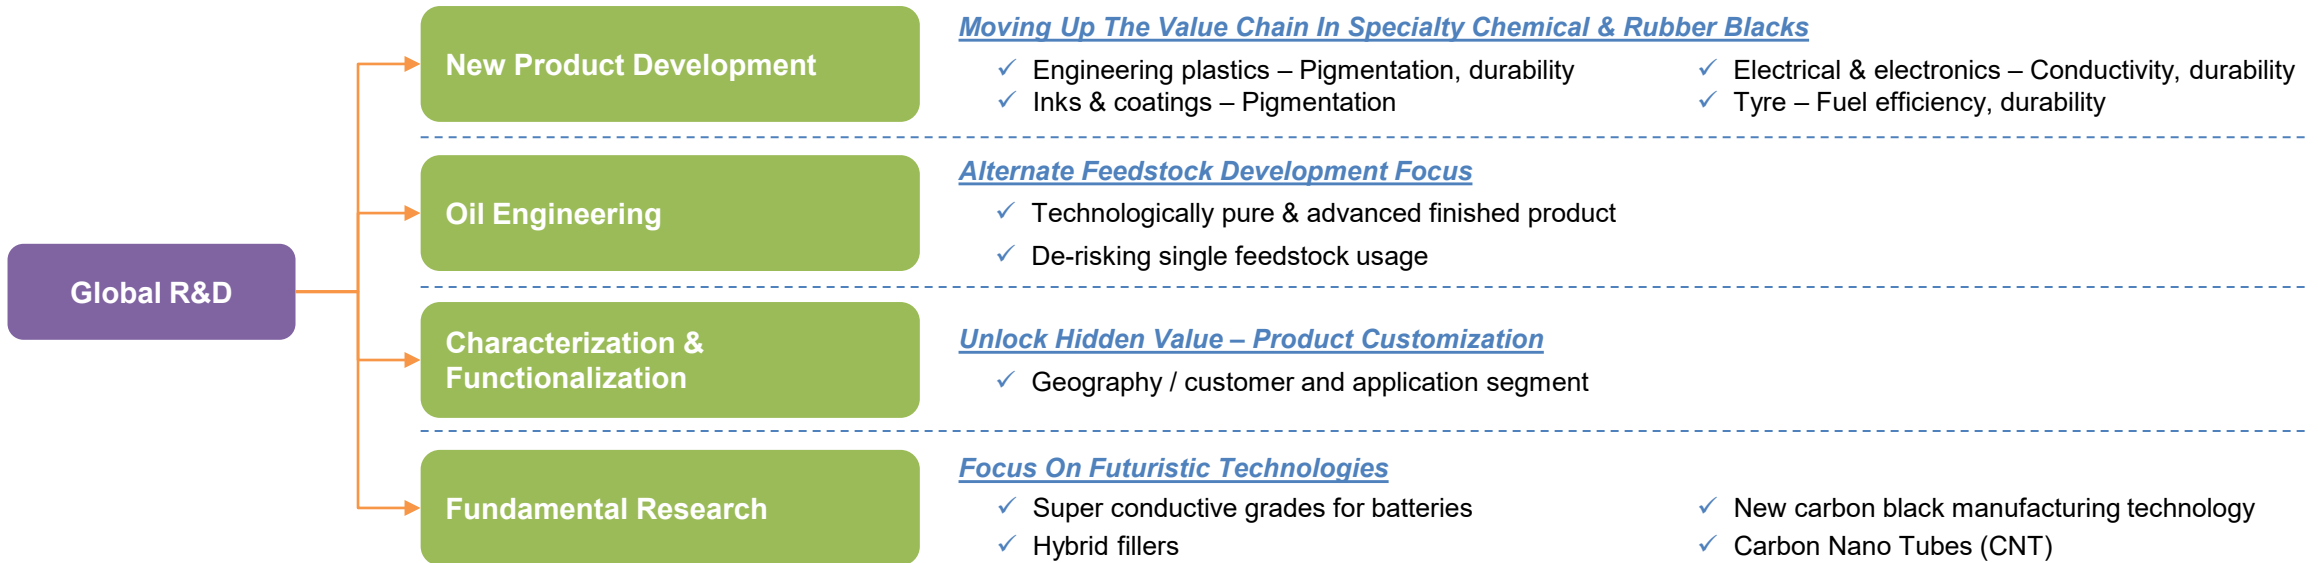 Global R&D
New Product Development
Moving Up The Value Chain In Specialty Chemical & Rubber Blacks
✓ Engineering plastics – Pigmentation, durability
✓ Inks & coatings – Pigmentation
✓ Electrical & electronics – Conductivity, durability
✓ Tyre – Fuel efficiency, durability
Oil Engineering
Alternate Feedstock Development Focus
✓ Technologically pure & advanced finished product
✓ De-risking single feedstock usage
Characterization &
Functionalization
Unlock Hidden Value – Product Customization
✓ Geography / customer and application segment
Fundamental Research
Focus On Futuristic Technologies
✓ Super conductive grades for batteries
✓ Hybrid fillers
✓ New carbon black manufacturing technology
✓ Carbon Nano Tubes (CNT)